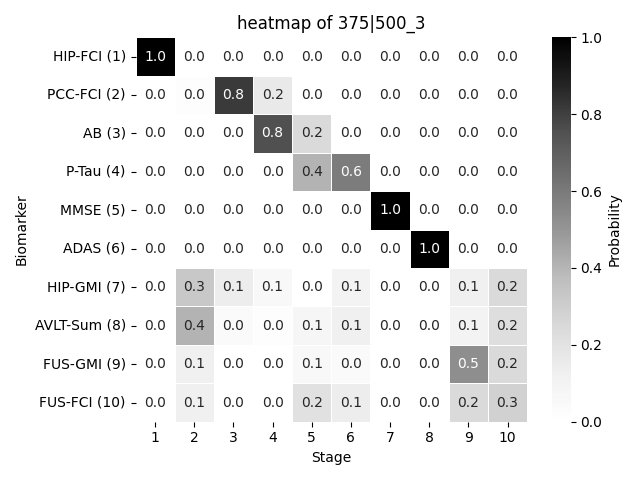 heatmap of 375|500_3
HIP-FCI (1) 1.0 0.0 0.0 0.0 0.0 0.0 0.0 0.0 0.0 0.0
PCC-FCI (2) 0.0 0.0 0.8 0.2 0.0 0.0 0.0 0.0 0.0 0.0
AB (3) 0.0 0.0 0.0 0.8 0.2 0.0 0.0 0.0 0.0 0.0
P-Tau (4) 0.0 0.0 0.0 0.0 0.4 0.6 0.0 0.0 0.0 0.0
MMSE (5) 0.0 0.0 0.0 0.0 0.0 0.0 1.0 0.0 0.0 0.0
ADAS (6) 0.0 0.0 0.0 0.0 0.0 0.0 0.0 1.0 0.0 0.0
HIP-GMI (7) 0.0 0.3 0.1 0.1 0.0 0.1 0.0 0.0 0.1 0.2
AVLT-Sum (8) 0.0 0.4 0.0 0.0 0.1 0.1 0.0 0.0 0.1 0.2
FUS-GMI (9) 0.0 0.1 0.0 0.0 0.1 0.0 0.0 0.0 0.5 0.2
FUS-FCI (10) 0.0 0.1 0.0 0.0 0.2 0.1 0.0 0.0 0.2 0.3
1 2 3 4 5 6 7 8 9 10
Stage
Biomarker
1.0
0.8
0.6
0.4
0.2
0.0
Probability